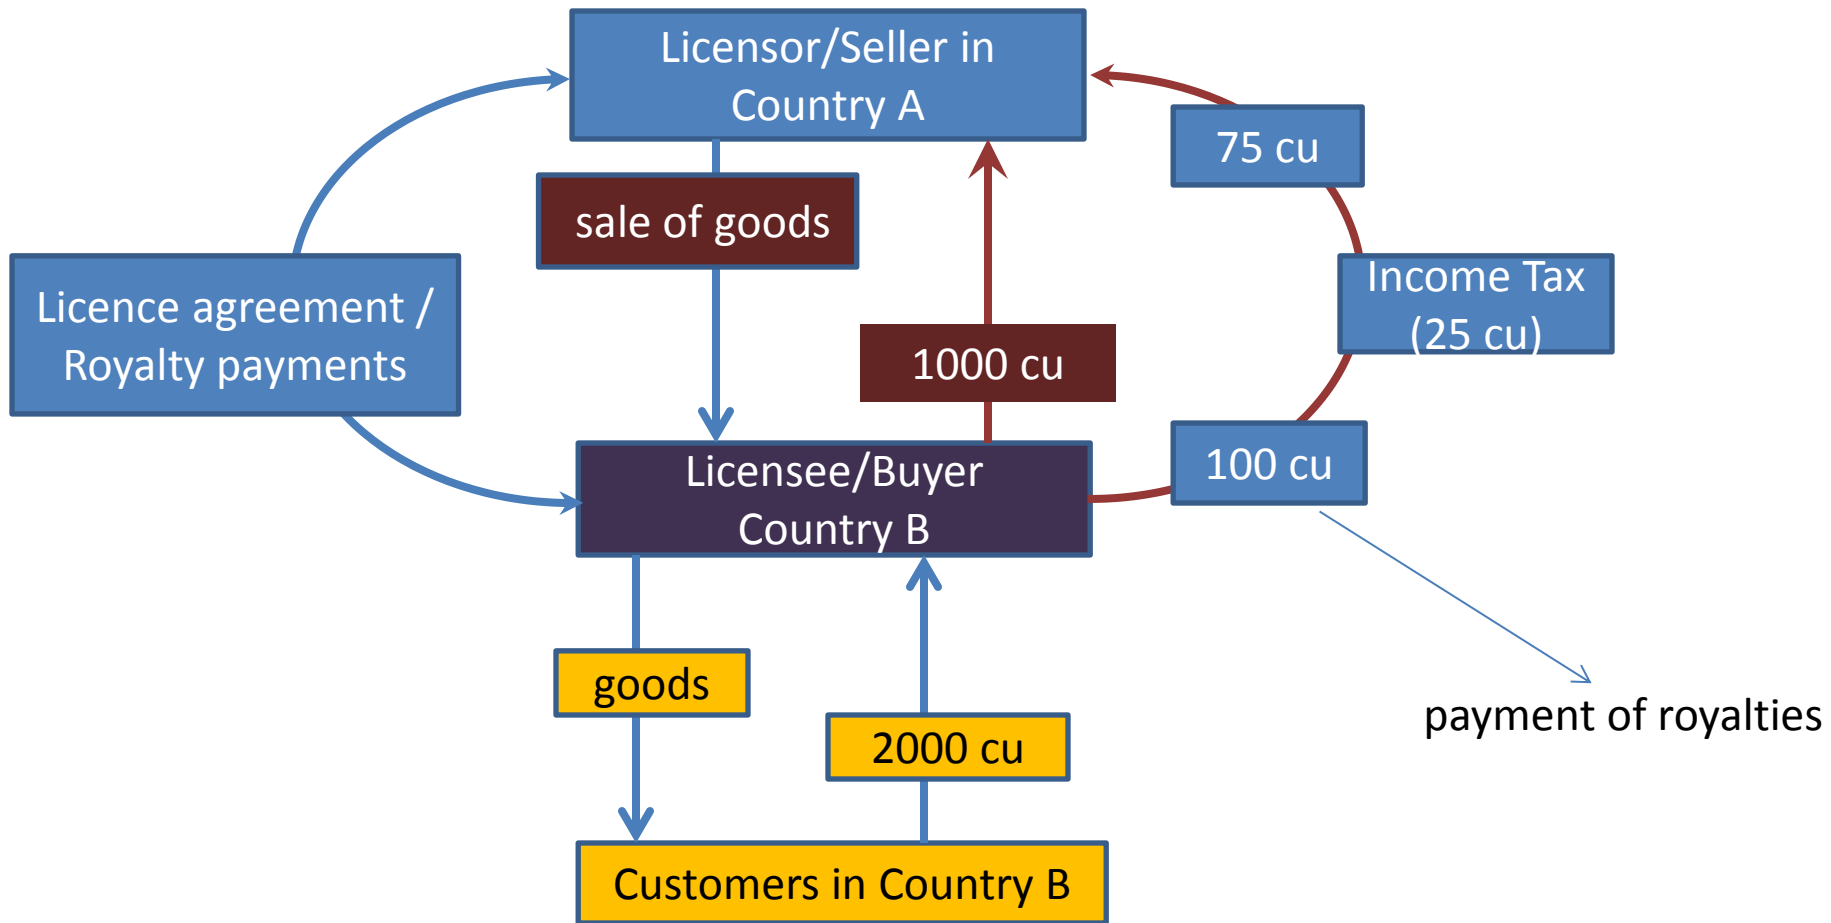 Licensor/Seller in
Country A
75 cu
sale of goods
Licence agreement /
Royalty payments
Income Tax
(25 cu)
1000 cu
100 cu
Licensee/Buyer
Country B
goods
payment of royalties
2000 cu
Customers in Country B